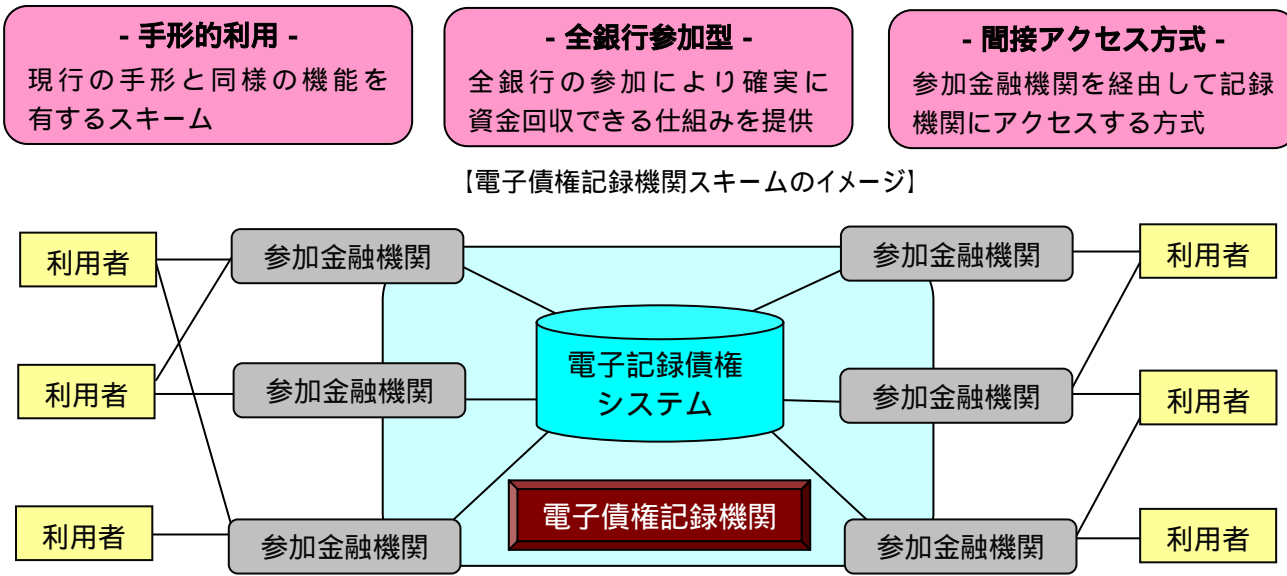 - 手形的利用 -
現行の手形と同様の機能を
有するスキーム
- 全銀行参加型 -
全銀行の参加により確実に
資金回収できる仕組みを提供
- 間接アクセス方式 -
参加金融機関を経由して記録
機関にアクセスする方式
【電子債権記録機関スキームのイメージ】
利用者
参加金融機関
参加金融機関
利用者
利用者
参加金融機関
電子記録債権
システム
参加金融機関
利用者
利用者
参加金融機関
電子債権記録機関
参加金融機関
利用者